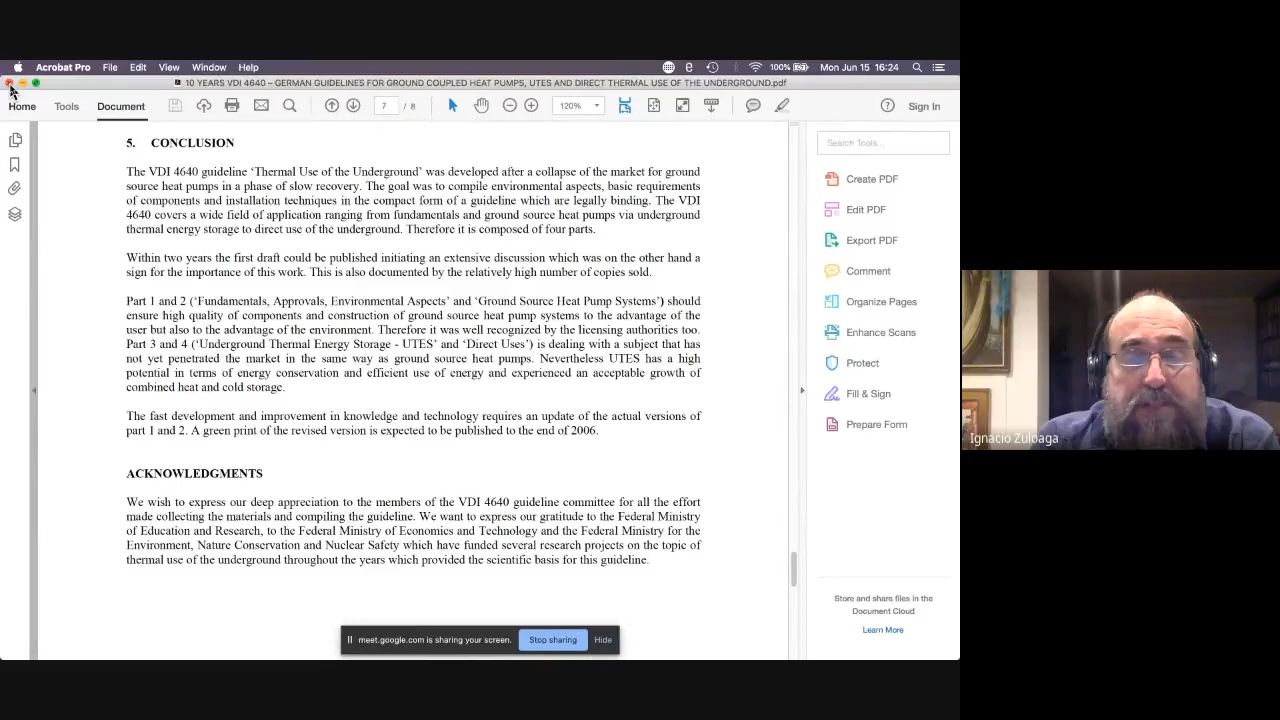 Acrobat Pro File Edit View Window Help 100% Mon Jun 15 16:24
10 YEARS VDI 4640 – GERMAN GUIDELINES FOR GROUND COUPLED HEAT PUMPS, UTES AND DIRECT THERMAL USE OF THE UNDERGROUND.pdf
Home Tools Document 7 / 8 120% Sign In
5. CONCLUSION
The VDI 4640 guideline ‘Thermal Use of the Underground’ was developed after a collapse of the market for ground
source heat pumps in a phase of slow recovery. The goal was to compile environmental aspects, basic requirements
of components and installation techniques in the compact form of a guideline which are legally binding. The VDI
4640 covers a wide field of application ranging from fundamentals and ground source heat pumps via underground
thermal energy storage to direct use of the underground. Therefore it is composed of four parts.
Within two years the first draft could be published initiating an extensive discussion which was on the other hand a
sign for the importance of this work. This is also documented by the relatively high number of copies sold.
Part 1 and 2 (‘Fundamentals, Approvals, Environmental Aspects’ and ‘Ground Source Heat Pump Systems’) should
ensure high quality of components and construction of ground source heat pump systems to the advantage of the
user but also to the advantage of the environment. Therefore it was well recognized by the licensing authorities too.
Part 3 and 4 (‘Underground Thermal Energy Storage - UTES’ and ‘Direct Uses’) is dealing with a subject that has
not yet penetrated the market in the same way as ground source heat pumps. Nevertheless UTES has a high
potential in terms of energy conservation and efficient use of energy and experienced an acceptable growth of
combined heat and cold storage.
The fast development and improvement in knowledge and technology requires an update of the actual versions of
part 1 and 2. A green print of the revised version is expected to be published to the end of 2006.
ACKNOWLEDGMENTS
We wish to express our deep appreciation to the members of the VDI 4640 guideline committee for all the effort
made collecting the materials and compiling the guideline. We want to express our gratitude to the Federal Ministry
of Education and Research, to the Federal Ministry of Economics and Technology and the Federal Ministry for the
Environment, Nature Conservation and Nuclear Safety which have funded several research projects on the topic of
thermal use of the underground throughout the years which provided the scientific basis for this guideline.
Search Tools...
Create PDF
Edit PDF
Export PDF
Comment
Organize Pages
Enhance Scans
Protect
Fill & Sign
Prepare Form
Store and share files in the
Document Cloud
Learn More
meet.google.com is sharing your screen. Stop sharing Hide
Ignacio Zuloaga